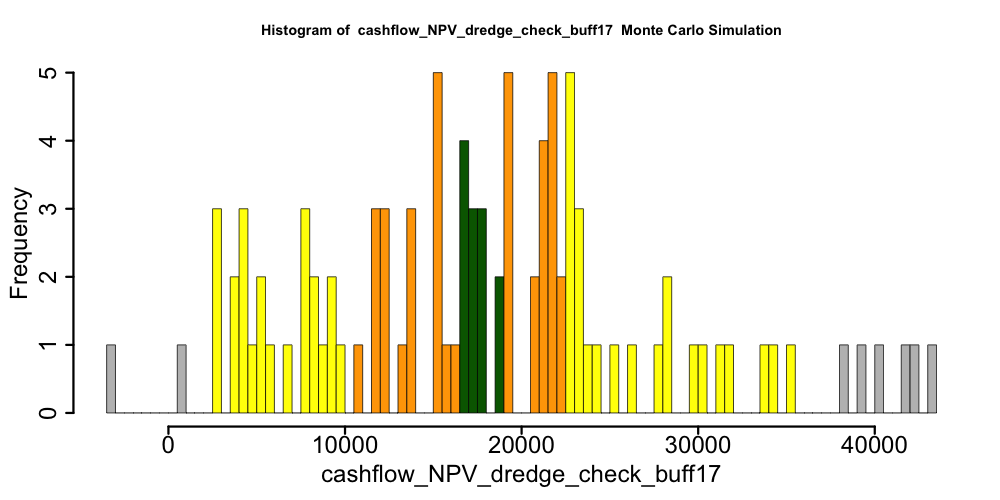 Histogram of  cashflow_NPV_dredge_check_buff17  Monte Carlo Simulation
Frequency
5
4
3
2
1
0
0 10000 20000 30000 40000
cashflow_NPV_dredge_check_buff17